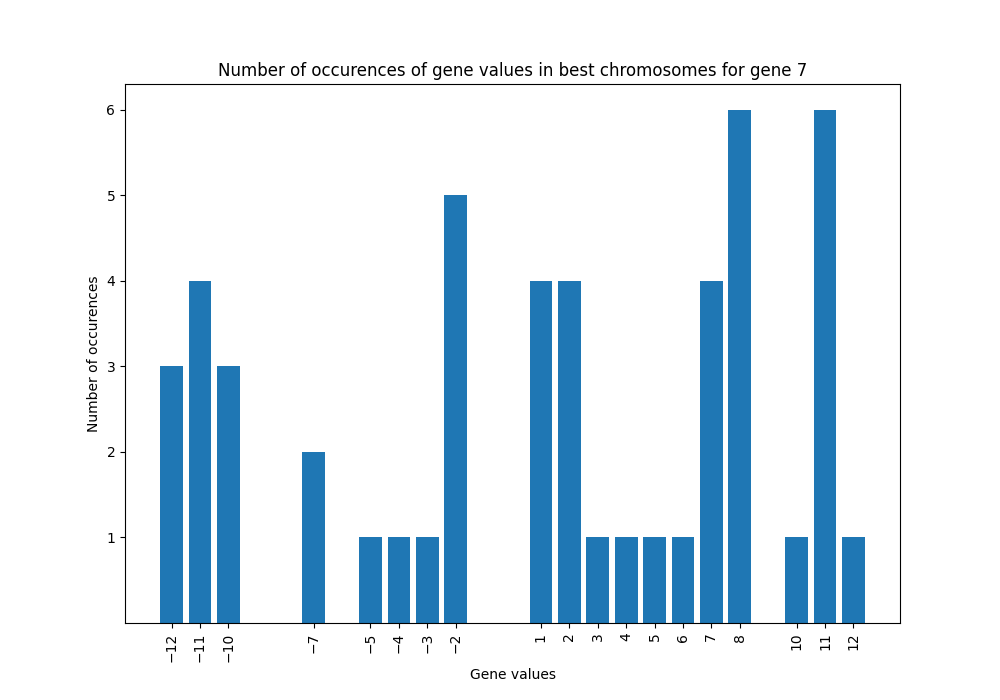 Number of occurences of gene values in best chromosomes for gene 7
6
5
4
3
2
1
Number of occurences
−12 −11 −10 −7 −5 −4 −3 −2 1 2 3 4 5 6 7 8 10 11 12
Gene values